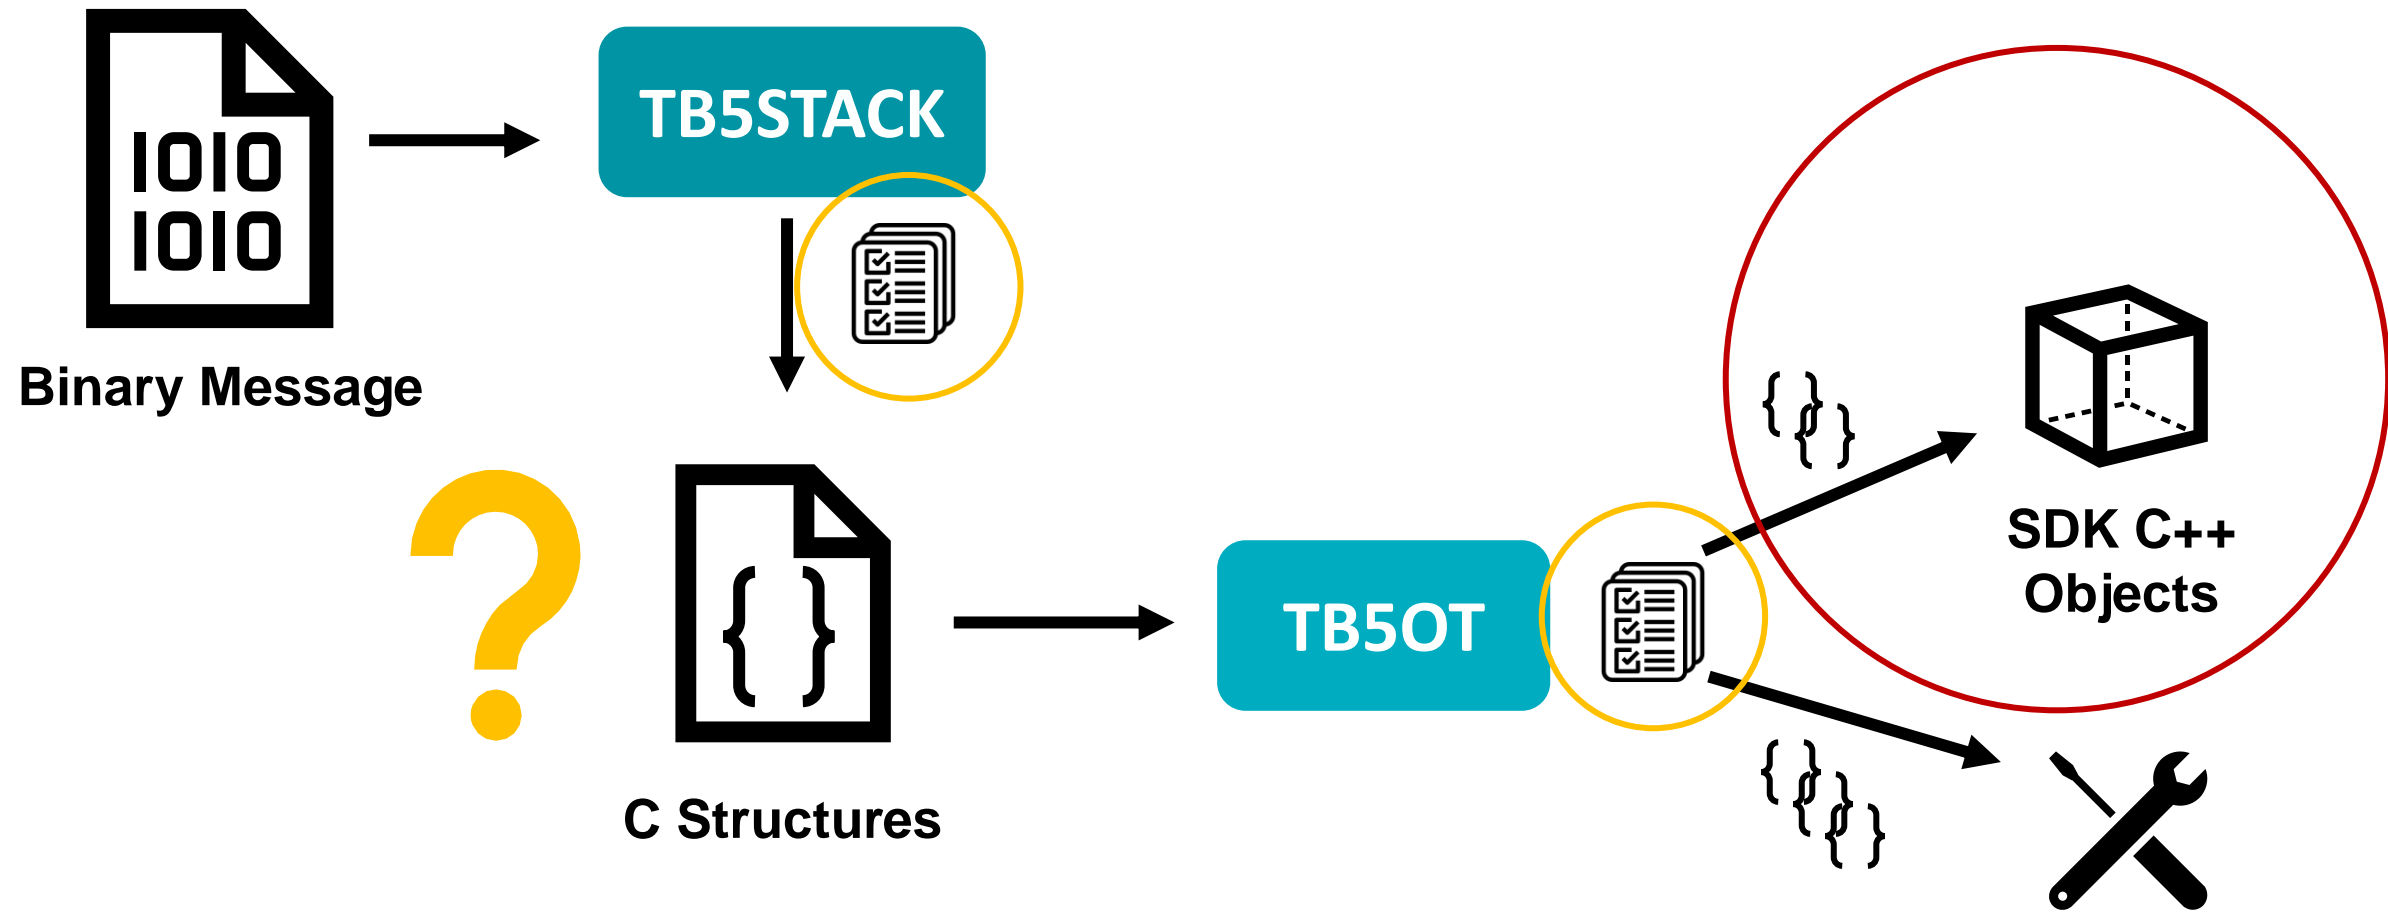 1010
1010
TB5STACK
Binary Message
{ }
{ }
?
{ }
C Structures
TB5OT
SDK C++
Objects
{ }
{ }
{ }